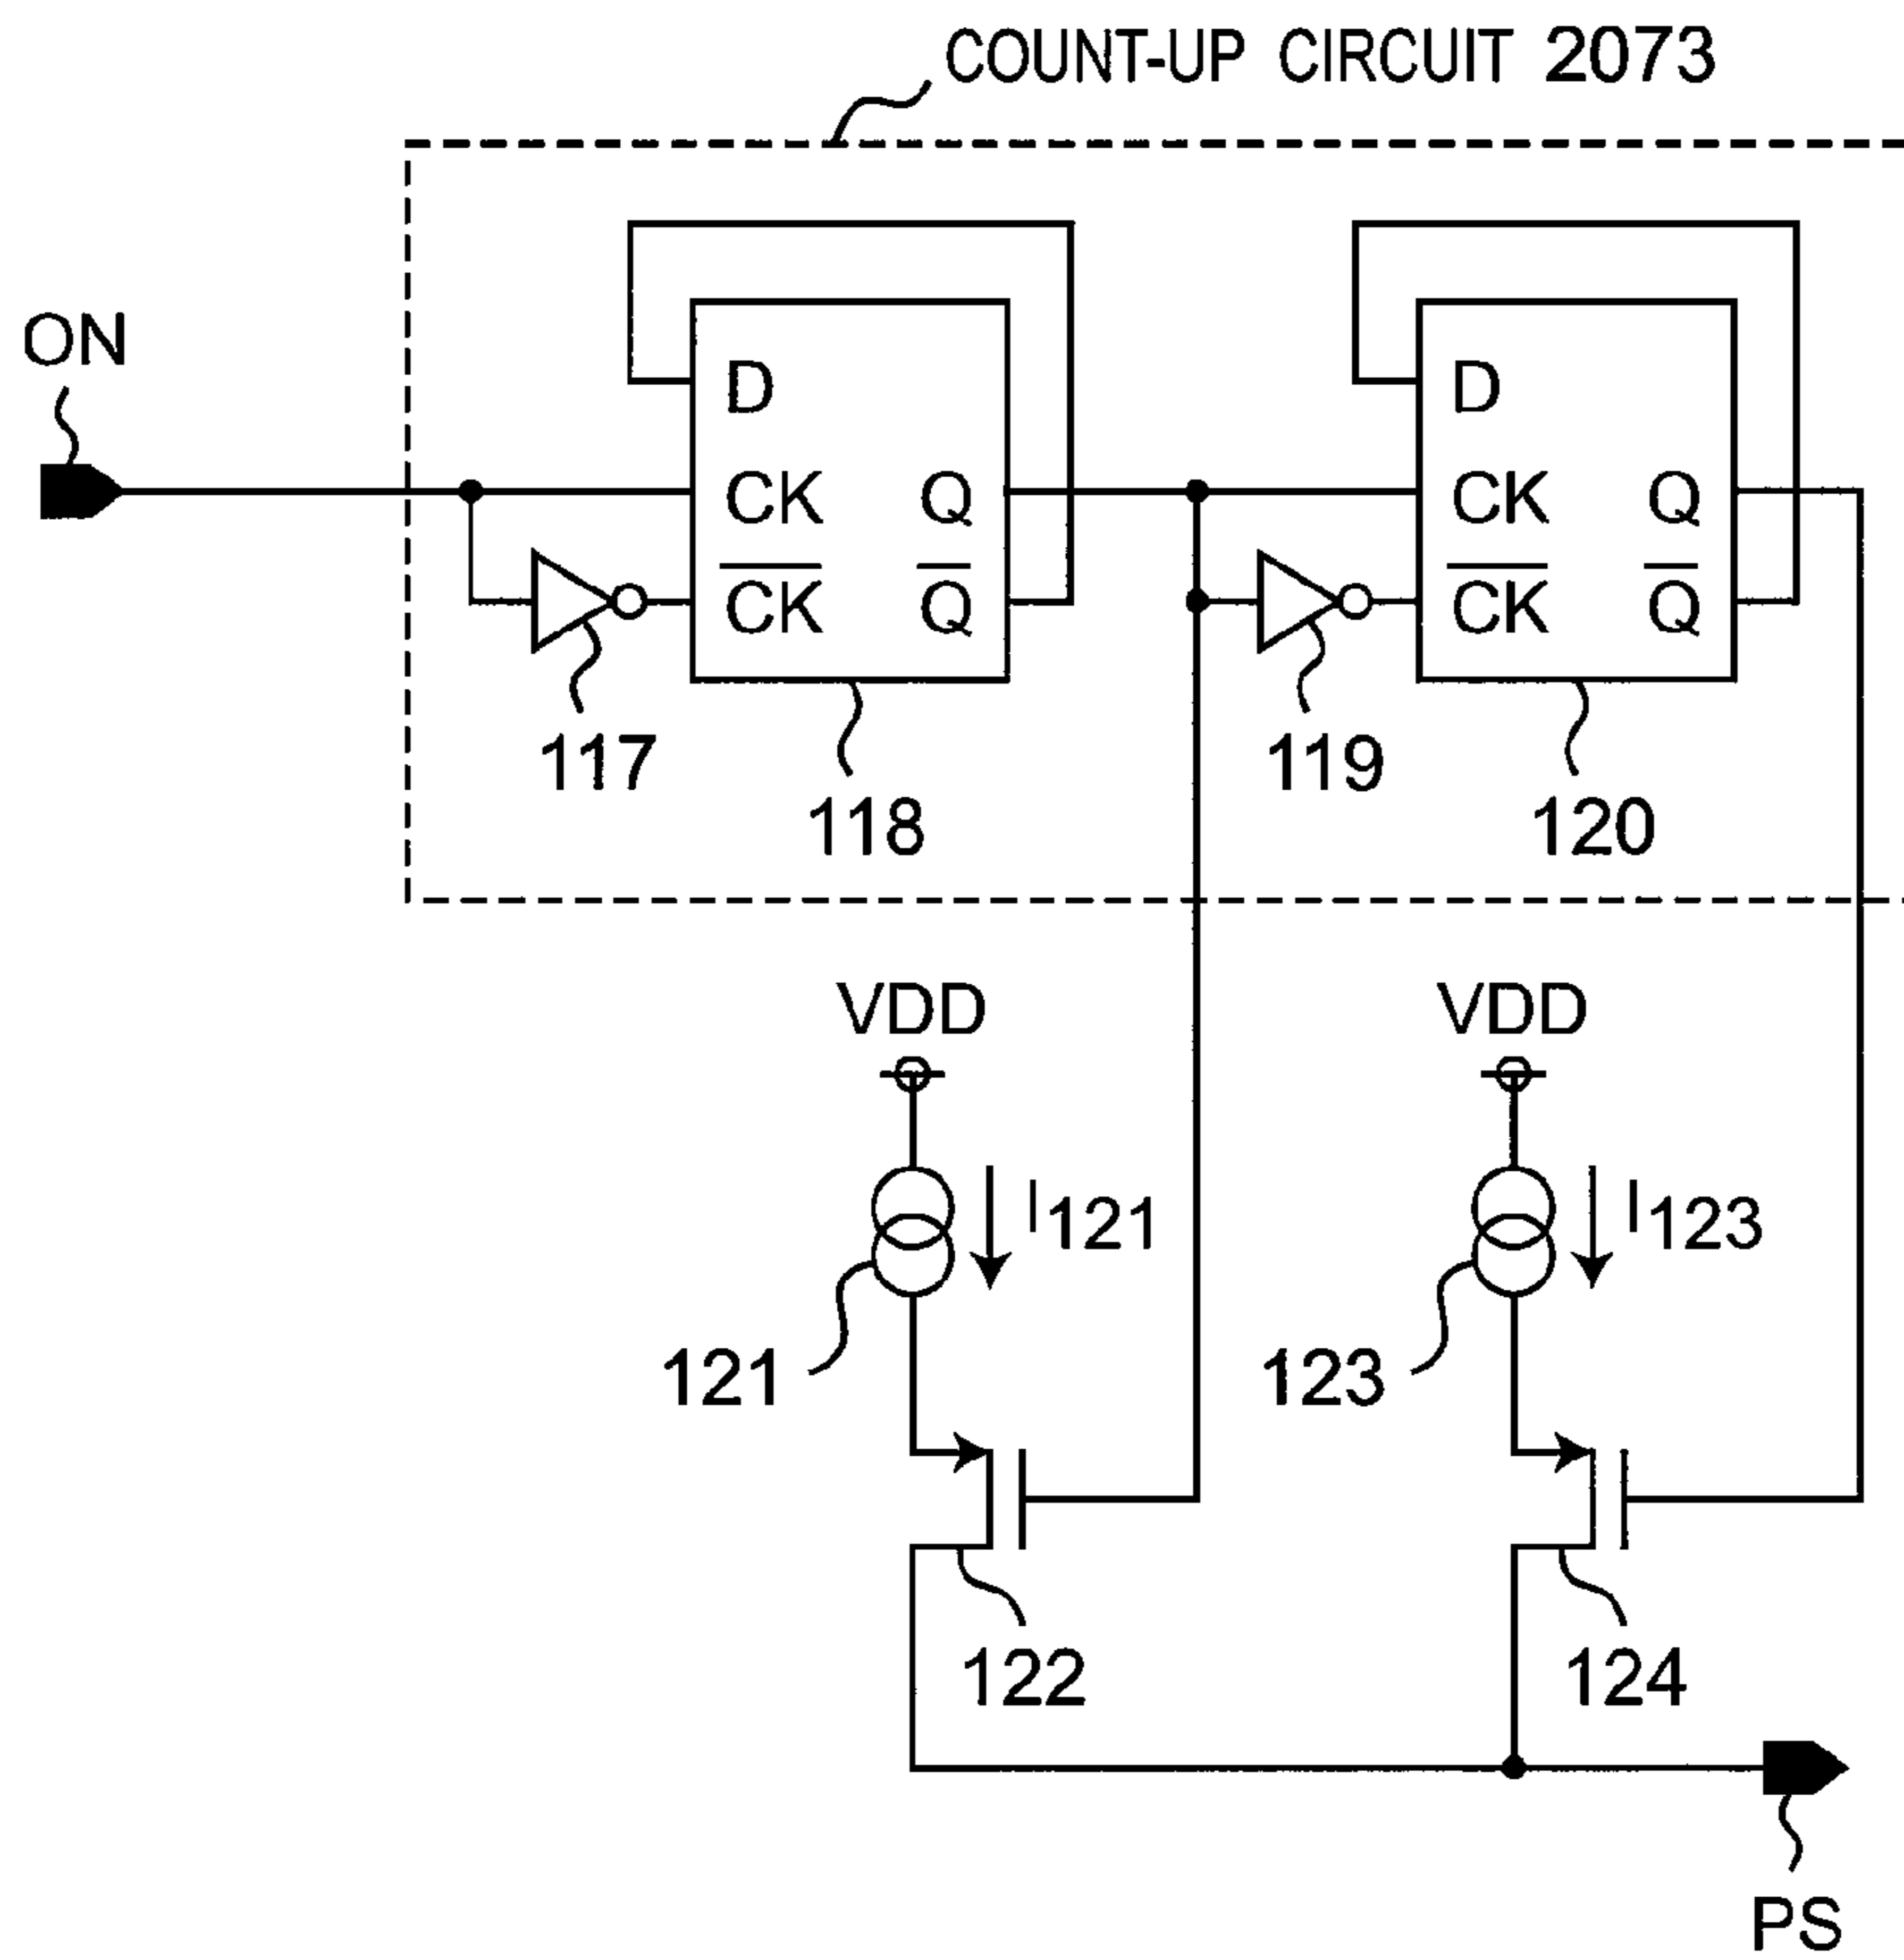 COUNT-UP CIRCUIT 2073
ON
D
D
CK Q
CK Q
CK Q
CK Q
117
119
118
120
VDD
VDD
I121
I123
121
123
122
124
PS